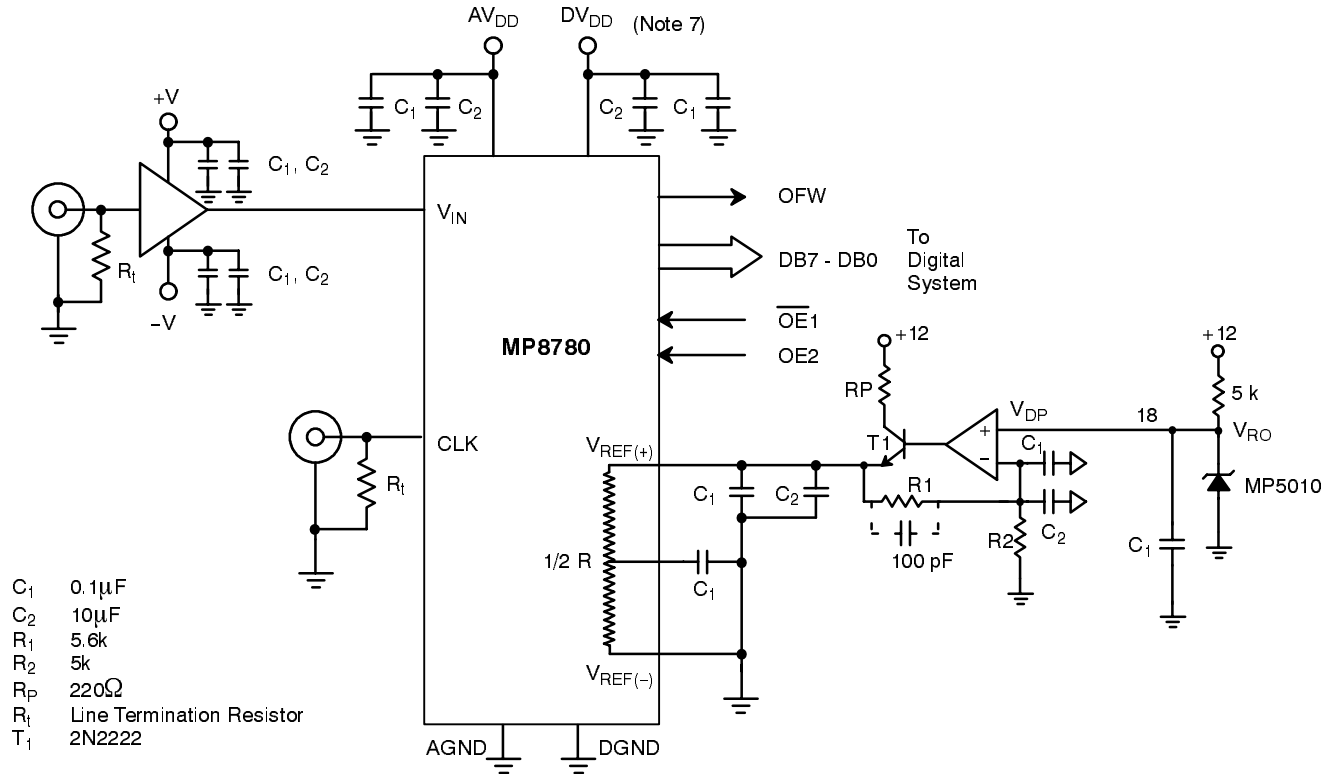 AV_DD DV_DD (Note 7)
C₁ C₂ C₂ C₁
+V
C₁, C₂
V_IN
R_t
C₁, C₂
−V
OFW
DB7 - DB0
To
Digital
System
O̅E̅1
OE2
MP8780
+12
+12
RP
5 k
V_DP 18
V_RO
T1
+
−
C₁
CLK
V_REF(+)
R_t
C₁ C₂
R1
MP5010
R2 C₂
100 pF
C₁
1/2 R
C₁
V_REF(−)
C₁ 0.1µF
C₂ 10µF
R₁ 5.6k
R₂ 5k
R_P 220Ω
R_t Line Termination Resistor
T₁ 2N2222
AGND DGND